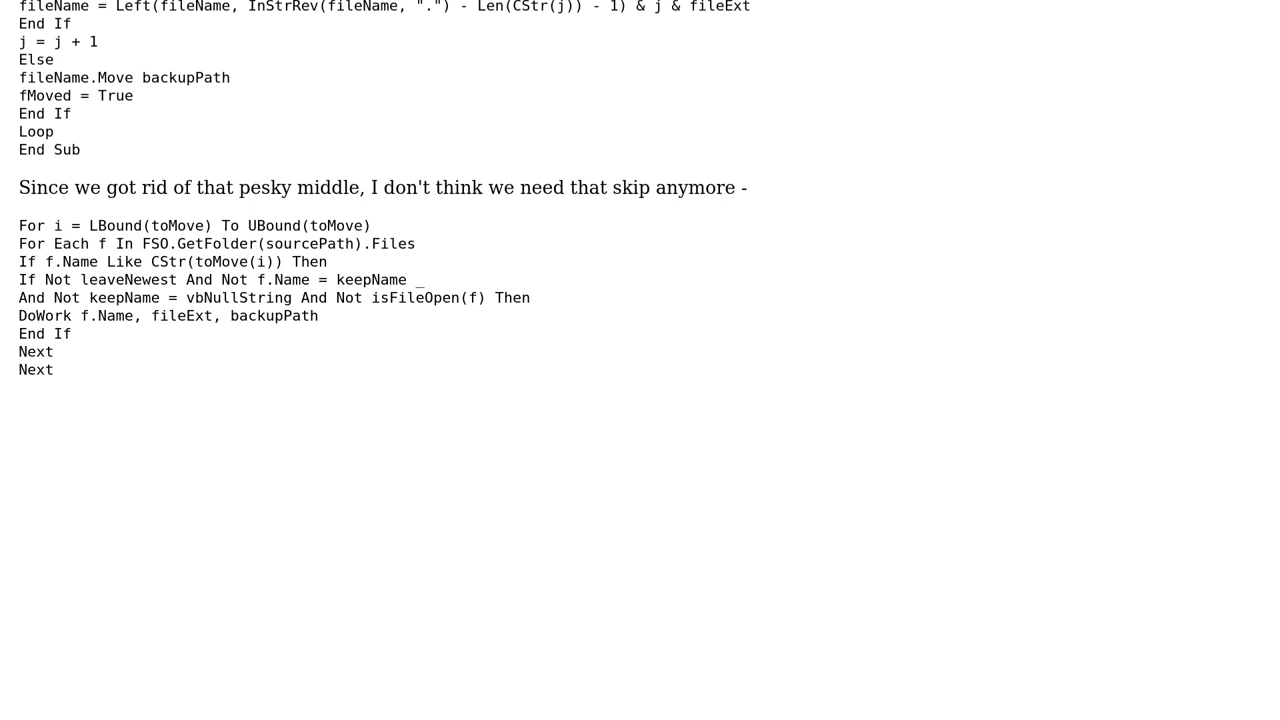 fileName = Left(fileName, InStrRev(fileName, ".") - Len(CStr(j)) - 1) & j & fileExt
End If
j = j + 1
Else
fileName.Move backupPath
fMoved = True
End If
Loop
End Sub
Since we got rid of that pesky middle, I don't think we need that skip anymore -
For i = LBound(toMove) To UBound(toMove)
For Each f In FSO.GetFolder(sourcePath).Files
If f.Name Like CStr(toMove(i)) Then
If Not leaveNewest And Not f.Name = keepName _
And Not keepName = vbNullString And Not isFileOpen(f) Then
DoWork f.Name, fileExt, backupPath
End If
Next
Next